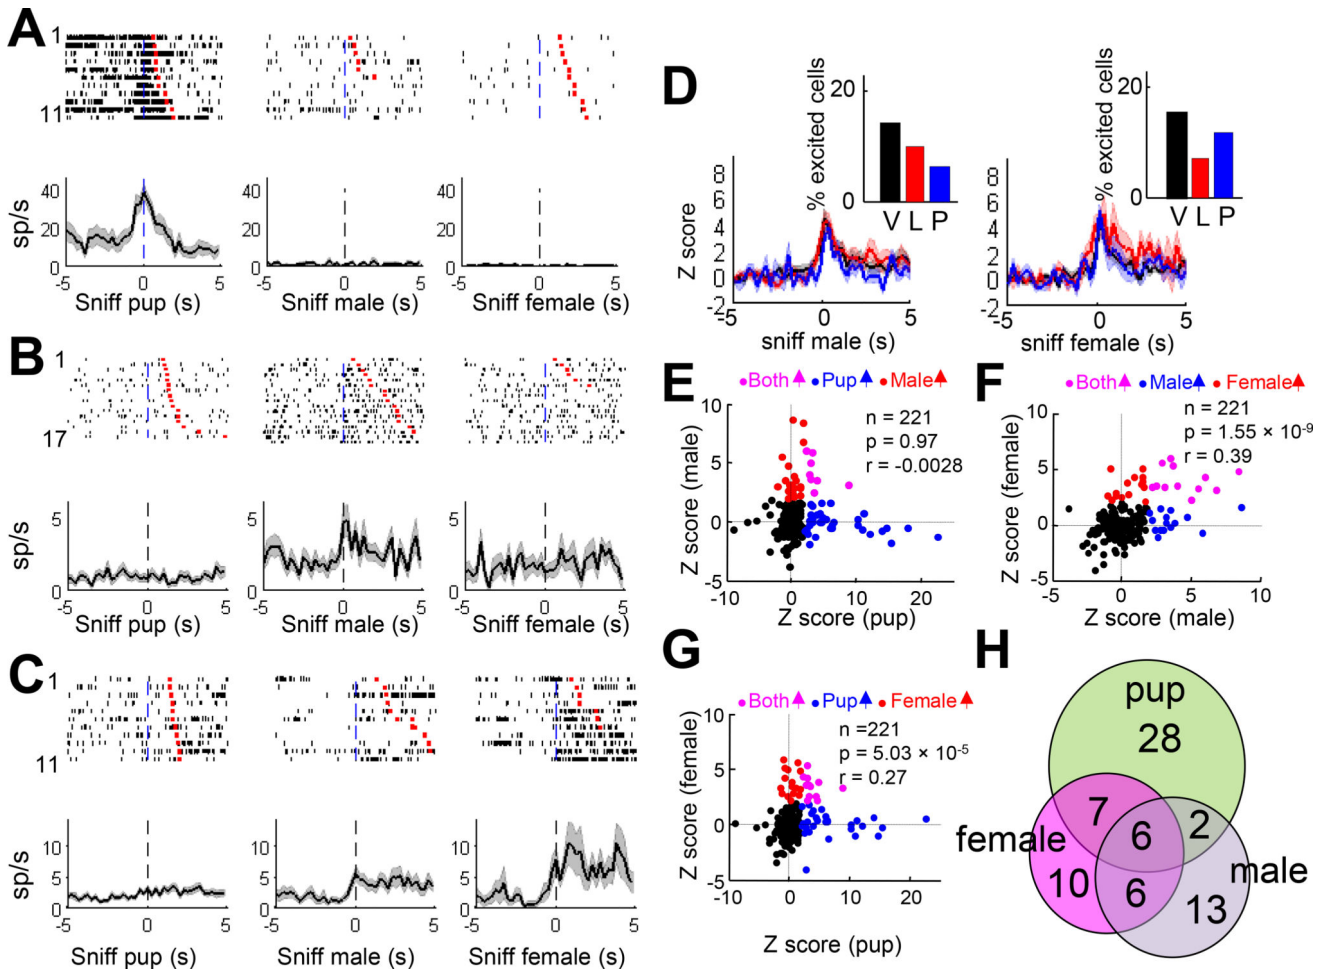 A
1
11
sp/s
40
20
0
-5 0 5
Sniff pup (s)
40
20
0
-5 0 5
Sniff male (s)
40
20
0
-5 0 5
Sniff female (s)
B
1
17
sp/s
5
0
-5 0 5
Sniff pup (s)
5
0
-5 0 5
Sniff male (s)
5
0
-5 0 5
Sniff female (s)
C
1
11
sp/s
10
5
0
-5 0 5
Sniff pup (s)
10
5
0
-5 0 5
Sniff male (s)
10
5
0
-5 0 5
Sniff female (s)
D
% excited cells
20
0
V L P
Z score
8
6
4
2
0
-2
-5 0 5
sniff male (s)
% excited cells
20
0
V L P
8
6
4
2
0
-2
-5 0 5
sniff female (s)
E
Both Pup Male
n = 221
p = 0.97
r = -0.0028
Z score (male)
10
5
0
-5
-10 0 10 20
Z score (pup)
F
Both Male Female
n = 221
p = 1.55 × 10⁻⁹
r = 0.39
Z score (female)
10
5
0
-5
-5 0 5 10
Z score (male)
G
Both Pup Female
n =221
p = 5.03 × 10⁻⁵
r = 0.27
Z score (female)
10
5
0
-5
-10 0 10 20
Z score (pup)
H
pup
28
7 6 2
female
10 6 13
male